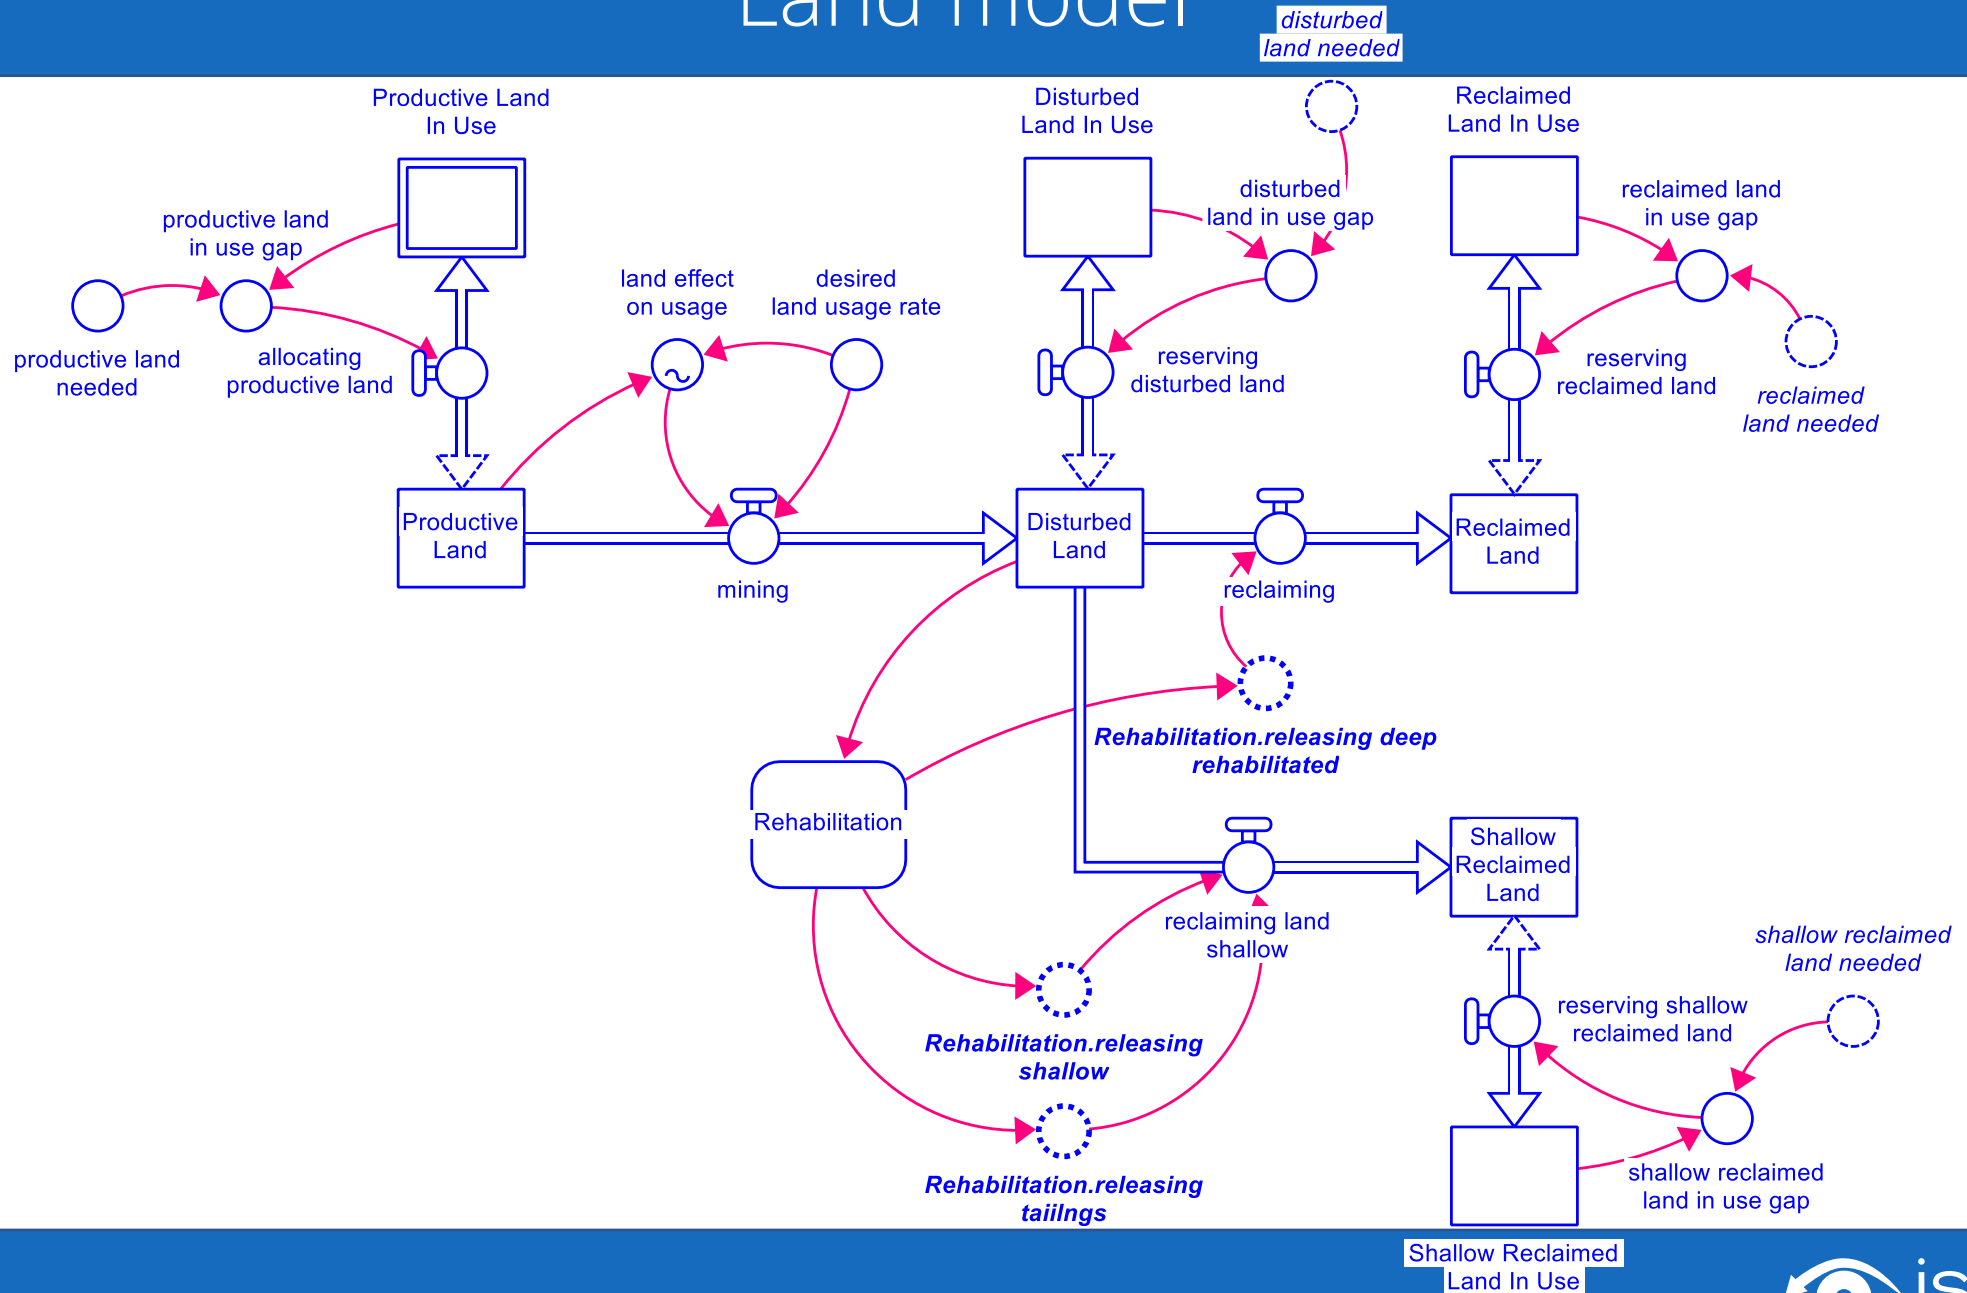 Land model
disturbed
land needed
Productive Land
In Use
Disturbed
Land In Use
Reclaimed
Land In Use
productive land
in use gap
disturbed
land in use gap
reclaimed land
in use gap
land effect
on usage
desired
land usage rate
productive land
needed
allocating
productive land
reserving
disturbed land
reserving
reclaimed land
reclaimed
land needed
Productive
Land
Disturbed
Land
Reclaimed
Land
mining
reclaiming
Rehabilitation.releasing deep
rehabilitated
Rehabilitation
Shallow
Reclaimed
Land
reclaiming land
shallow
shallow reclaimed
land needed
reserving shallow
reclaimed land
Rehabilitation.releasing
shallow
shallow reclaimed
land in use gap
Rehabilitation.releasing
taiilngs
Shallow Reclaimed
Land In Use
is